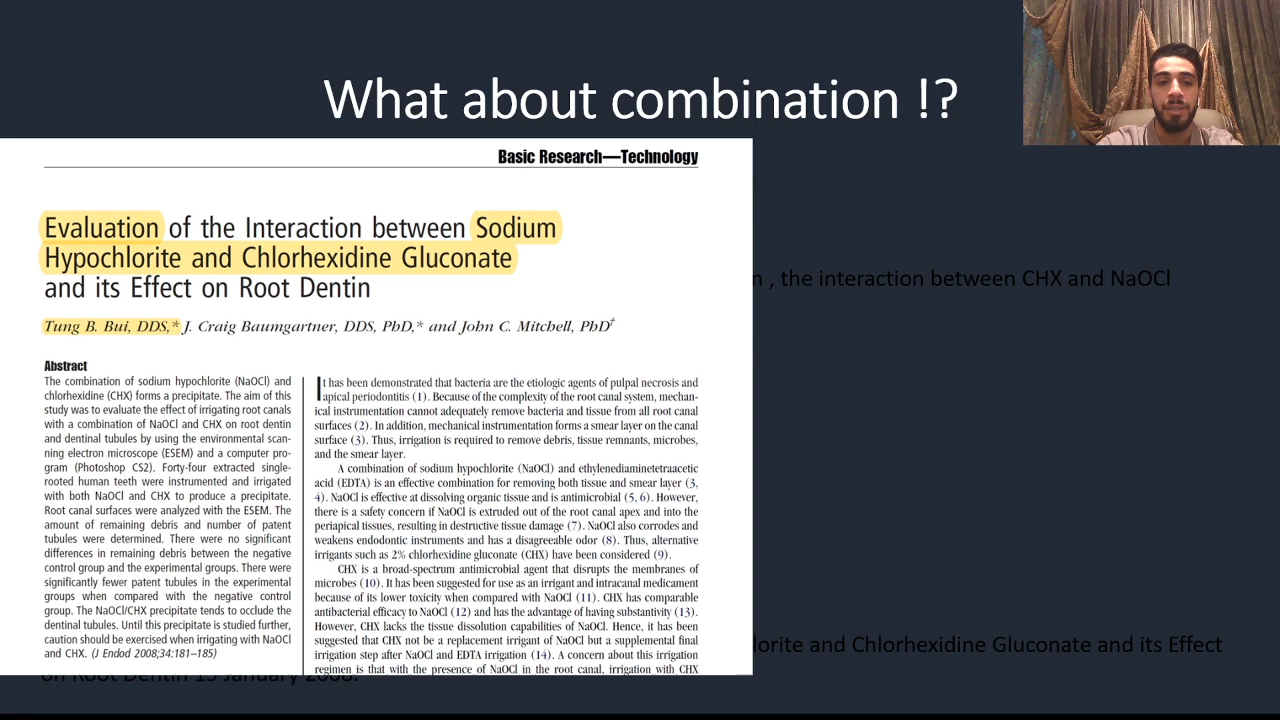 What about combination !?
Basic Research—Technology
Evaluation of the Interaction between Sodium
Hypochlorite and Chlorhexidine Gluconate
and its Effect on Root Dentin
Tung B. Bui, DDS,* J. Craig Baumgartner, DDS, PhD,* and John C. Mitchell, PhD†
Abstract
The combination of sodium hypochlorite (NaOCl) and
chlorhexidine (CHX) forms a precipitate. The aim of this
study was to evaluate the effect of irrigating root canals
with a combination of NaOCl and CHX on root dentin
and dentinal tubules by using the environmental scan-
ning electron microscope (ESEM) and a computer pro-
gram (Photoshop CS2). Forty-four extracted single-
rooted human teeth were instrumented and irrigated
with both NaOCl and CHX to produce a precipitate.
Root canal surfaces were analyzed with the ESEM. The
amount of remaining debris and number of patent
tubules were determined. There were no significant
differences in remaining debris between the negative
control group and the experimental groups. There were
significantly fewer patent tubules in the experimental
groups when compared with the negative control
group. The NaOCl/CHX precipitate tends to occlude the
dentinal tubules. Until this precipitate is studied further,
caution should be exercised when irrigating with NaOCl
and CHX. (J Endod 2008;34:181–185)
It has been demonstrated that bacteria are the etiologic agents of pulpal necrosis and
apical periodontitis (1). Because of the complexity of the root canal system, mechan-
ical instrumentation cannot adequately remove bacteria and tissue from all root canal
surfaces (2). In addition, mechanical instrumentation forms a smear layer on the canal
surface (3). Thus, irrigation is required to remove debris, tissue remnants, microbes,
and the smear layer.
A combination of sodium hypochlorite (NaOCl) and ethylenediaminetetraacetic
acid (EDTA) is an effective combination for removing both tissue and smear layer (3,
4). NaOCl is effective at dissolving organic tissue and is antimicrobial (5, 6). However,
there is a safety concern if NaOCl is extruded out of the root canal apex and into the
periapical tissues, resulting in destructive tissue damage (7). NaOCl also corrodes and
weakens endodontic instruments and has a disagreeable odor (8). Thus, alternative
irrigants such as 2% chlorhexidine gluconate (CHX) have been considered (9).
CHX is a broad-spectrum antimicrobial agent that disrupts the membranes of
microbes (10). It has been suggested for use as an irrigant and intracanal medicament
because of its lower toxicity when compared with NaOCl (11). CHX has comparable
antibacterial efficacy to NaOCl (12) and has the advantage of having substantivity (13).
However, CHX lacks the tissue dissolution capabilities of NaOCl. Hence, it has been
suggested that CHX not be a replacement irrigant of NaOCl but a supplemental final
irrigation step after NaOCl and EDTA irrigation (14). A concern about this irrigation
regimen is that with the presence of NaOCl in the root canal, irrigation with CHX
n , the interaction between CHX and NaOCl
lorite and Chlorhexidine Gluconate and its Effect
on Root Dentin 15 January 2008.